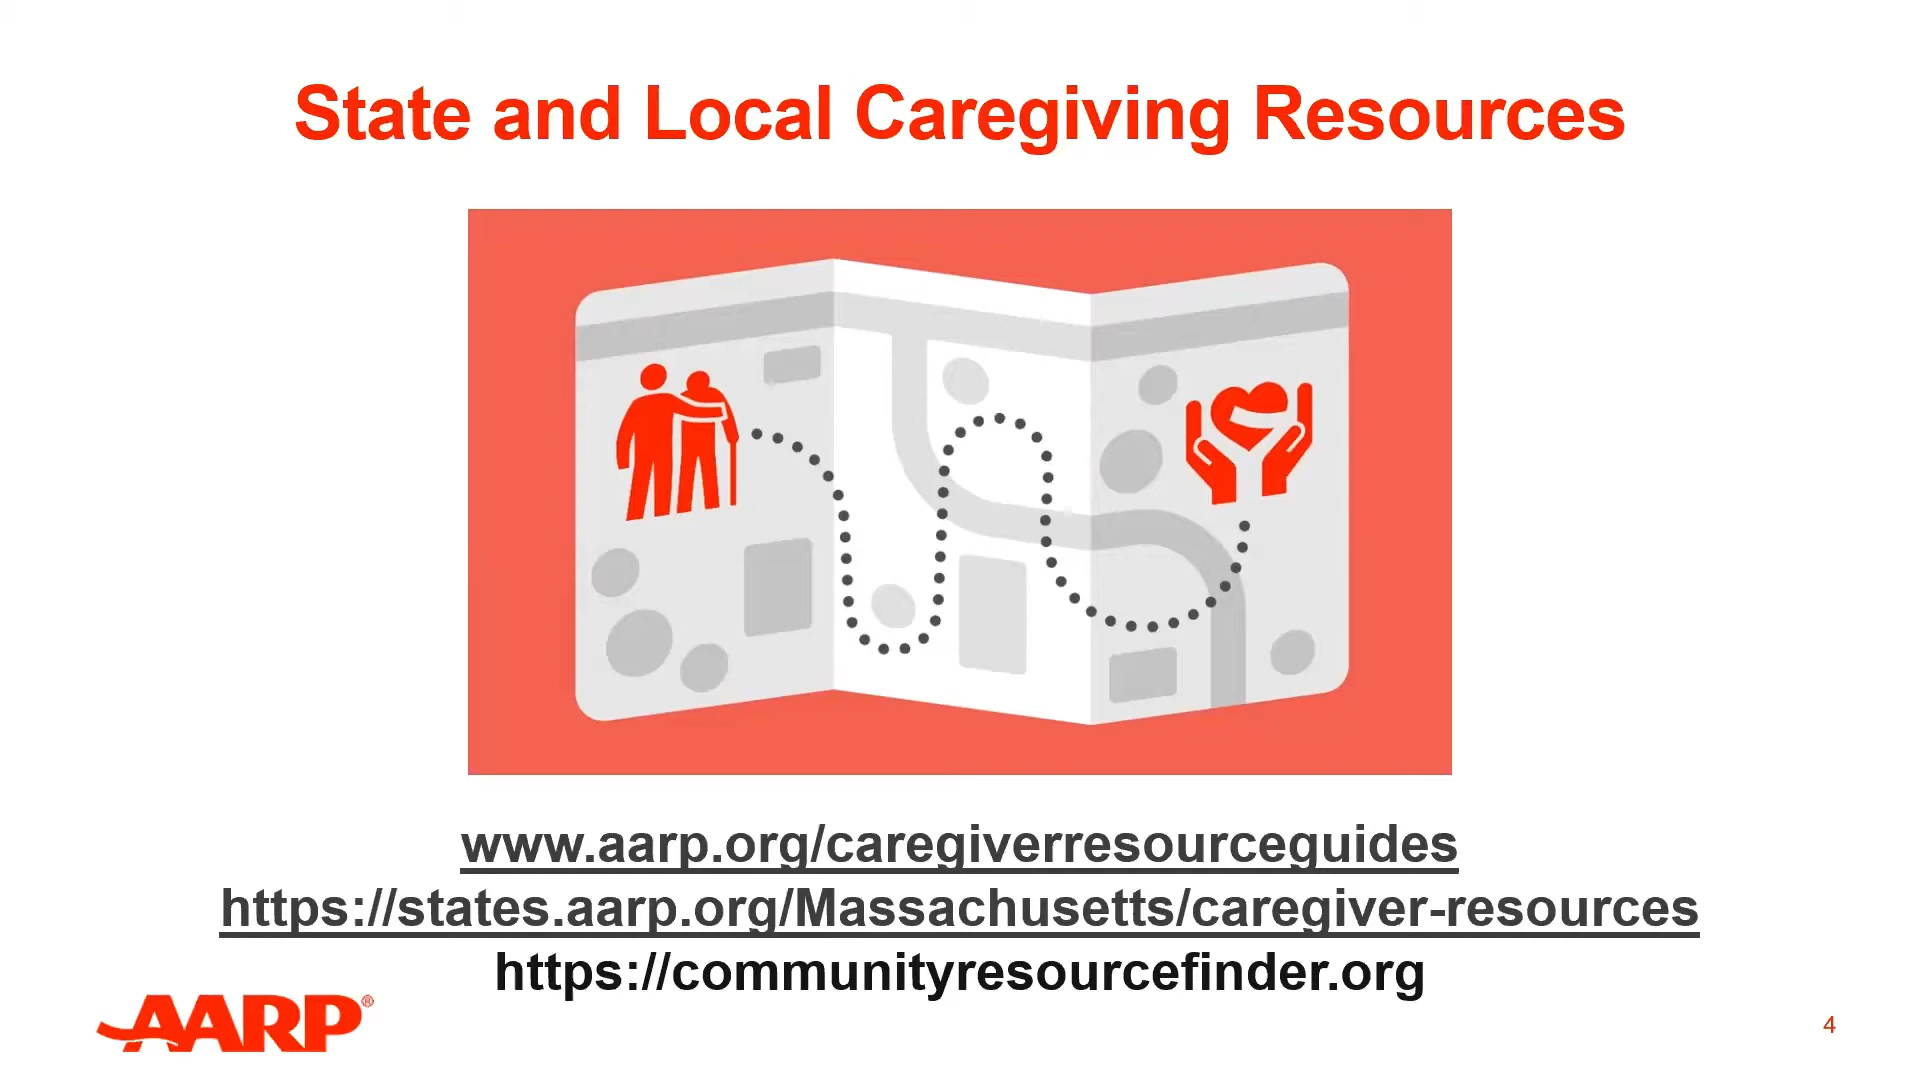 State and Local Caregiving Resources
www.aarp.org/caregiverresourceguides
https://states.aarp.org/Massachusetts/caregiver-resources
https://communityresourcefinder.org
AARP®
4